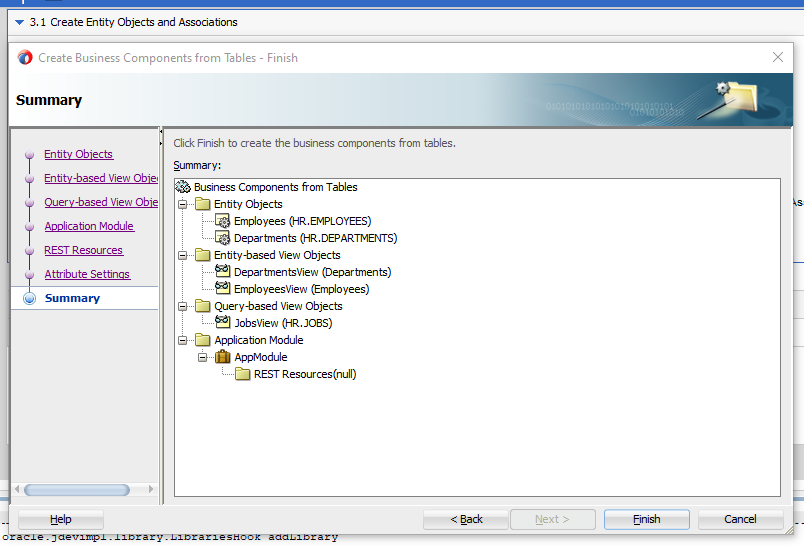 3.1 Create Entity Objects and Associations
Create Business Components from Tables - Finish
Summary
01010101010101010101010101
Click Finish to create the business components from tables.
Summary:
Entity Objects
Entity-based View Obje
Query-based View Obje
Application Module
REST Resources
Attribute Settings
Summary
Business Components from Tables
Entity Objects
Employees (HR.EMPLOYEES)
Departments (HR.DEPARTMENTS)
Entity-based View Objects
DepartmentsView (Departments)
EmployeesView (Employees)
Query-based View Objects
JobsView (HR.JOBS)
Application Module
AppModule
REST Resources(null)
As
Help
< Back
Next >
Finish
Cancel
oracle.jdevimpl.library.LibrariesHook addLibrary